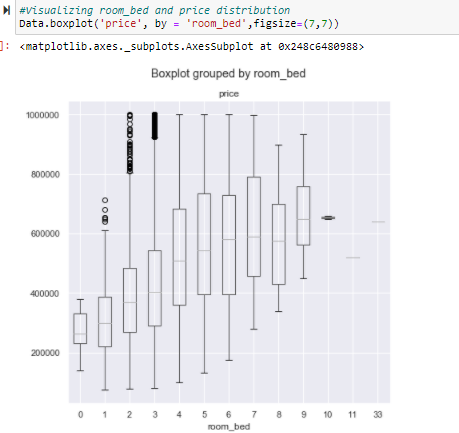 #Visualizing room_bed and price distribution
Data.boxplot('price', by = 'room_bed',figsize=(7,7))
]: <matplotlib.axes._subplots.AxesSubplot at 0x248c6480988>
Boxplot grouped by room_bed
price
1000000
800000
600000
400000
200000
0 1 2 3 4 5 6 7 8 9 10 11 33
room_bed